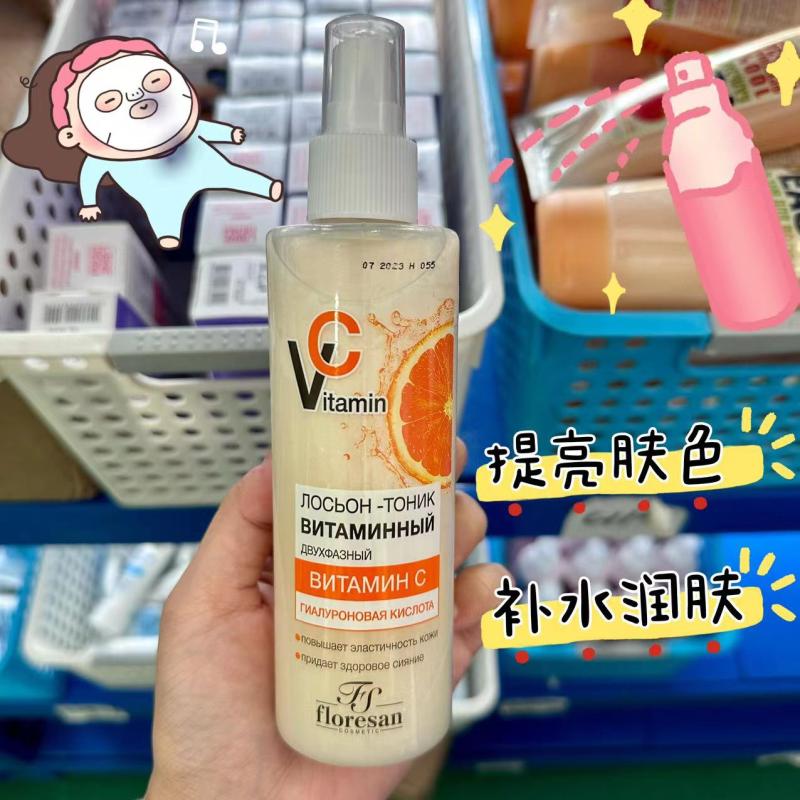 07 2023 H 055
VC
Vitamin
ЛОСЬОН -ТОНИК
ВИТАМИННЫЙ
ДВУХФАЗНЫЙ
ВИТАМИН С
ГИАЛУРОНОВАЯ КИСЛОТА
•повышает эластичность кожи
•придает здоровое сияние
FS
floresan
COSMETIC
提亮肤色
补水润肤